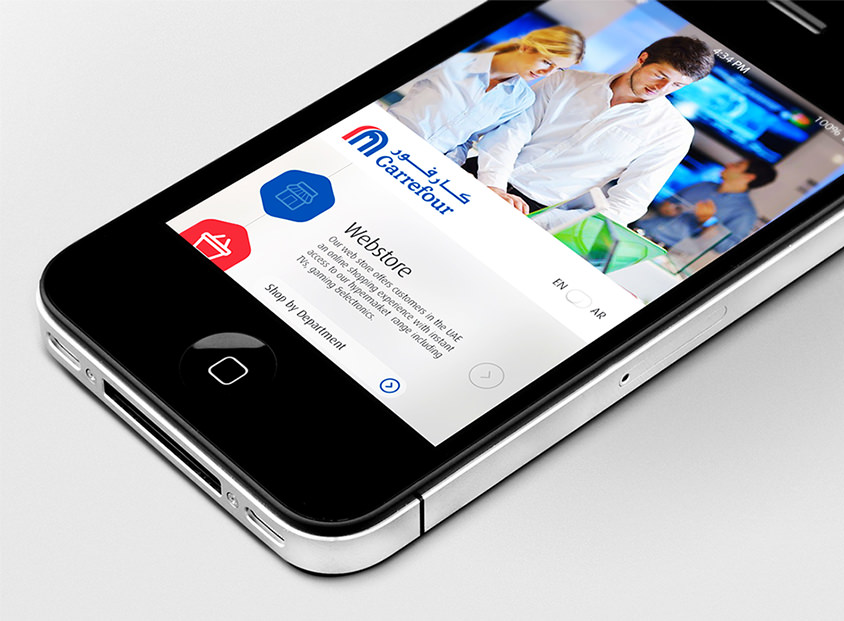 4:34 PM
100%
كارفور
Carrefour
EN
AR
Webstore
Our web store offers customers in the UAE
an online shopping experience with instant
access to our hypermarket range including
TVs, gaming &electronics.
Shop by Department